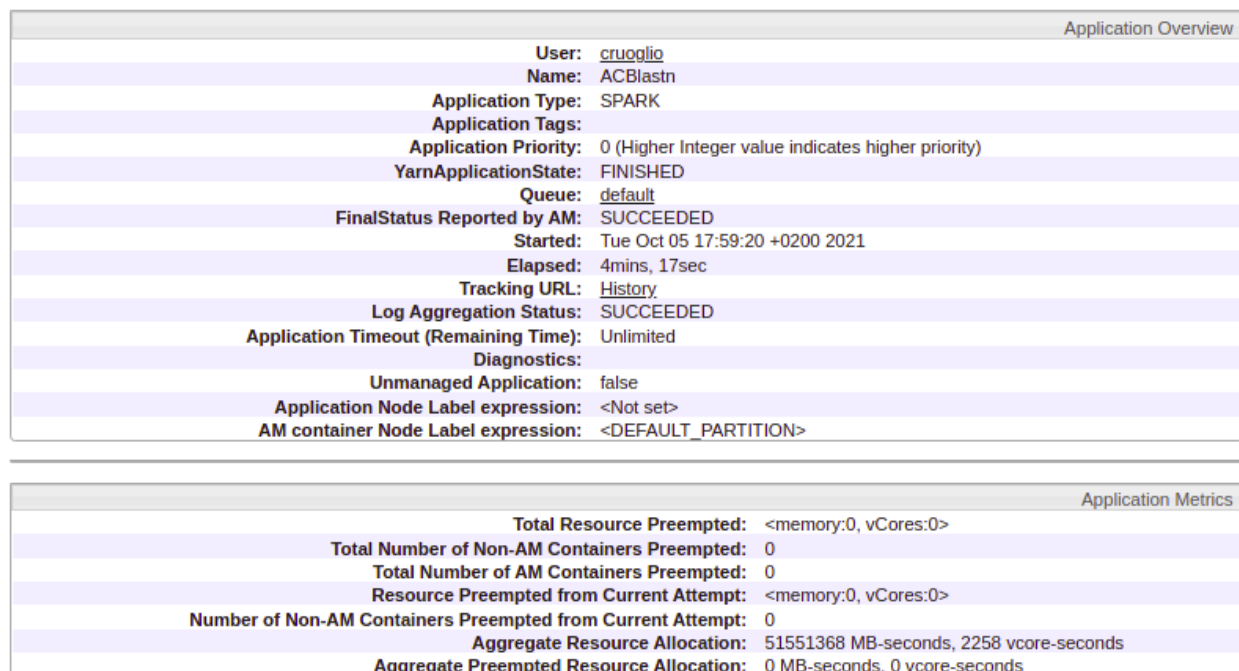 Application Overview
User: cruoglio
Name: ACBlastn
Application Type: SPARK
Application Tags:
Application Priority: 0 (Higher Integer value indicates higher priority)
YarnApplicationState: FINISHED
Queue: default
FinalStatus Reported by AM: SUCCEEDED
Started: Tue Oct 05 17:59:20 +0200 2021
Elapsed: 4mins, 17sec
Tracking URL: History
Log Aggregation Status: SUCCEEDED
Application Timeout (Remaining Time): Unlimited
Diagnostics:
Unmanaged Application: false
Application Node Label expression: <Not set>
AM container Node Label expression: <DEFAULT_PARTITION>
Application Metrics
Total Resource Preempted: <memory:0, vCores:0>
Total Number of Non-AM Containers Preempted: 0
Total Number of AM Containers Preempted: 0
Resource Preempted from Current Attempt: <memory:0, vCores:0>
Number of Non-AM Containers Preempted from Current Attempt: 0
Aggregate Resource Allocation: 51551368 MB-seconds, 2258 vcore-seconds
Aggregate Preempted Resource Allocation: 0 MB-seconds, 0 vcore-seconds